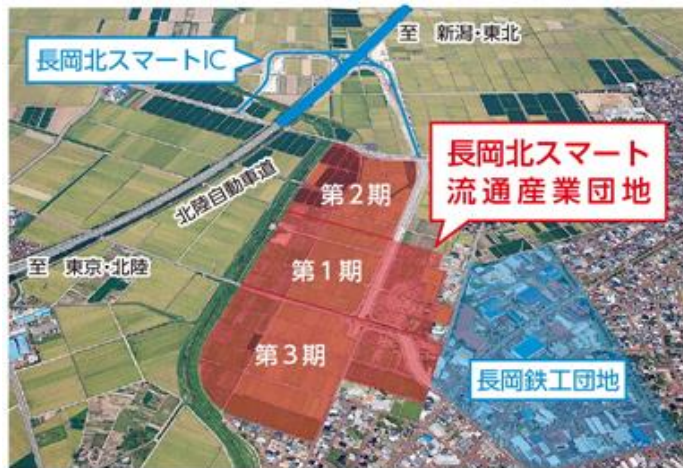 至 新潟・東北
長岡北スマートIC
長岡北スマート
流通産業団地
北陸自動車道
第2期
至 東京・北陸
第1期
第3期
長岡鉄工団地